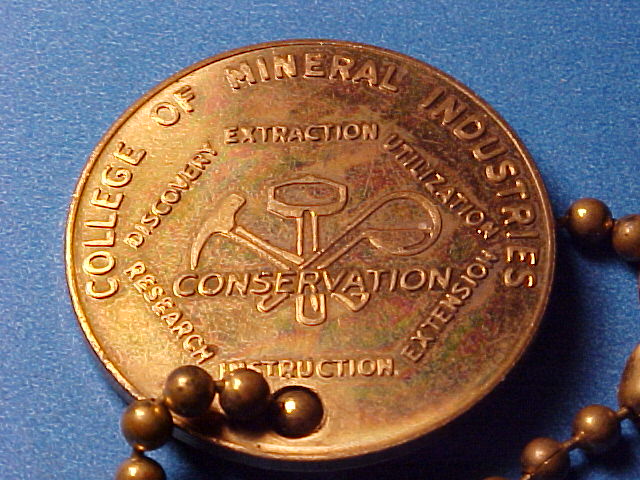 COLLEGE OF MINERAL INDUSTRIES
DISCOVERY EXTRACTION UTILIZATION
CONSERVATION
RESEARCH INSTRUCTION EXTENSION